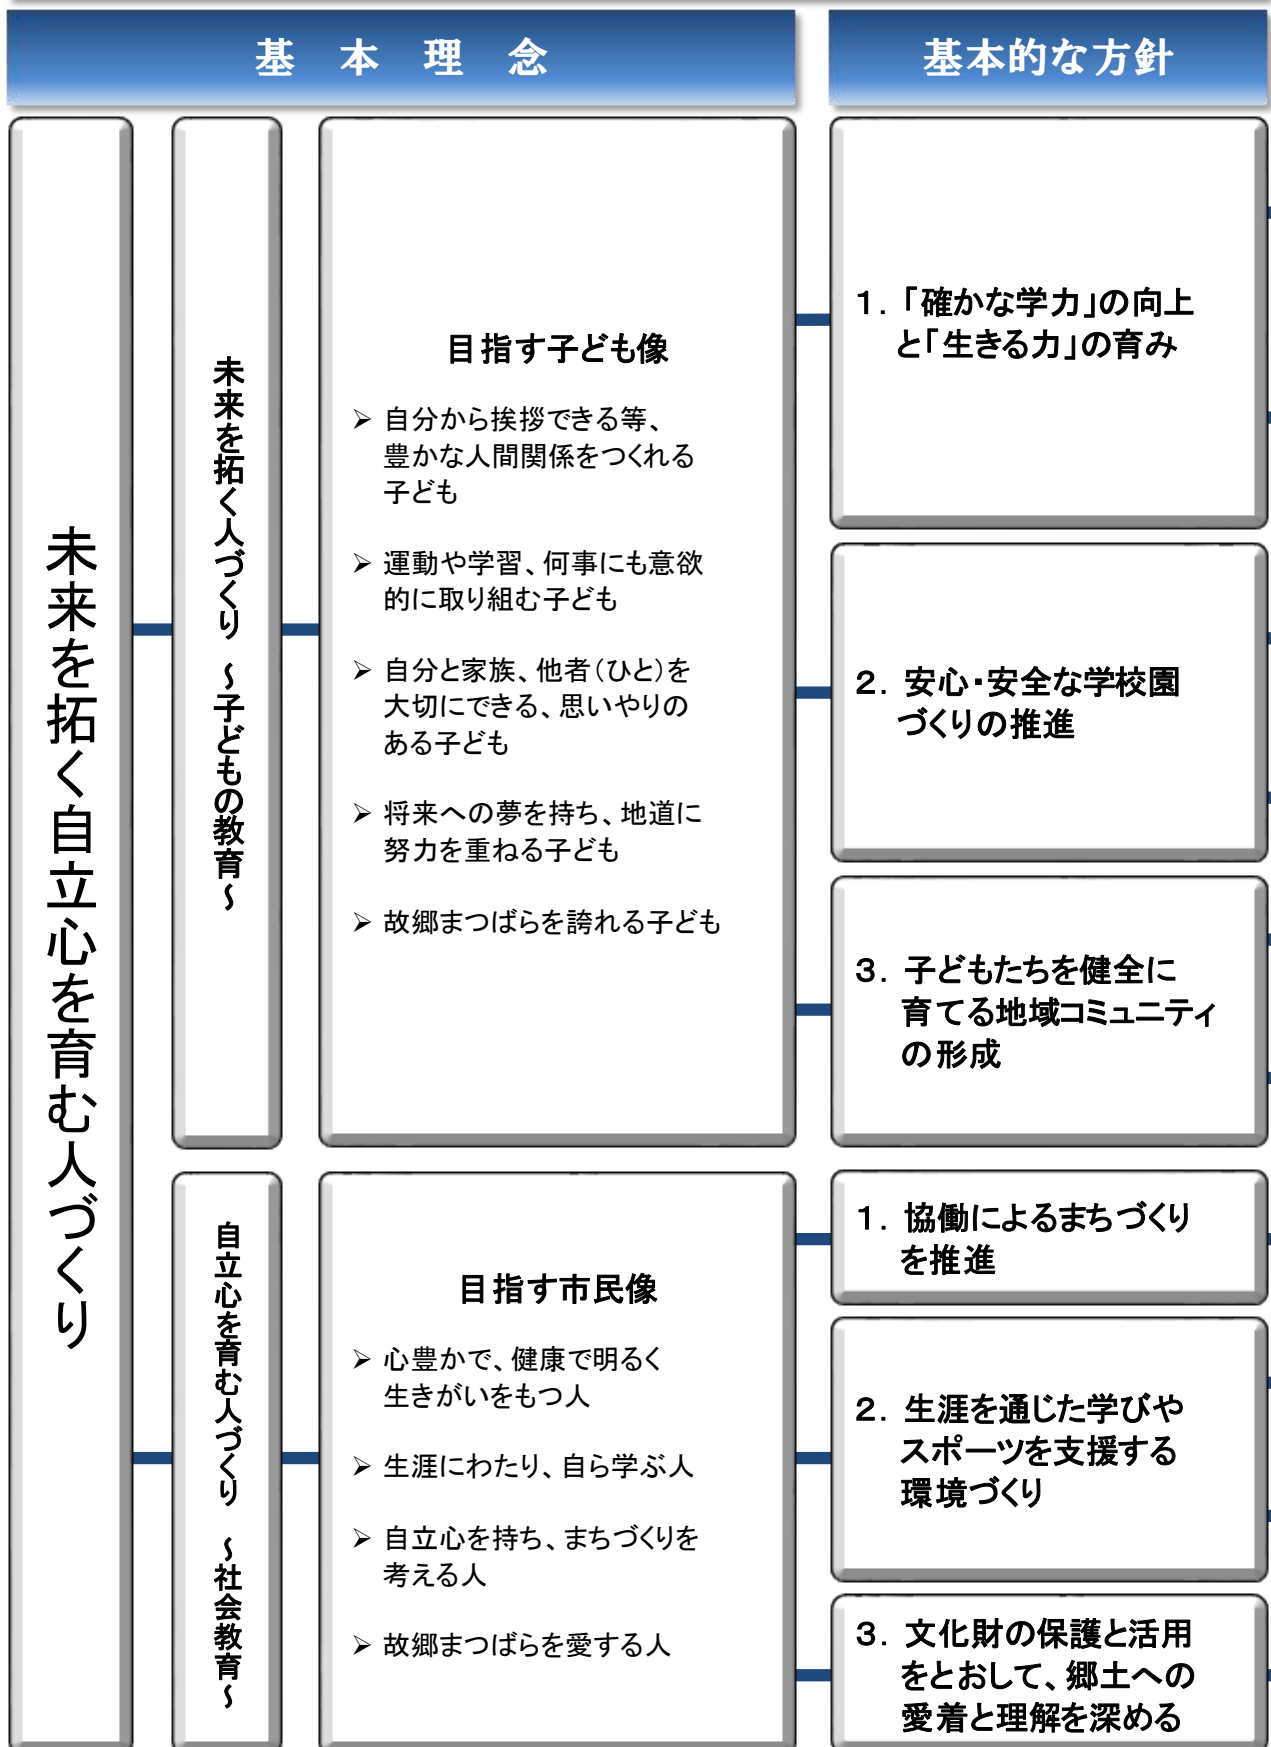 基本理念
基本的な方針
未来を拓く自立心を育む人づくり
未来を拓く人づくり ～子どもの教育～
目指す子ども像
➢ 自分から挨拶できる等、
豊かな人間関係をつくれる
子ども
➢ 運動や学習、何事にも意欲
的に取り組む子ども
➢ 自分と家族、他者（ひと）を
大切にできる、思いやりの
ある子ども
➢ 将来への夢を持ち、地道に
努力を重ねる子ども
➢ 故郷まつばらを誇れる子ども
１．「確かな学力」の向上
と「生きる力」の育み
２．安心・安全な学校園
づくりの推進
３．子どもたちを健全に
育てる地域コミュニティ
の形成
自立心を育む人づくり ～社会教育～
目指す市民像
➢ 心豊かで、健康で明るく
生きがいをもつ人
➢ 生涯にわたり、自ら学ぶ人
➢ 自立心を持ち、まちづくりを
考える人
➢ 故郷まつばらを愛する人
１．協働によるまちづくり
を推進
２．生涯を通じた学びや
スポーツを支援する
環境づくり
３．文化財の保護と活用
をとおして、郷土への
愛着と理解を深める